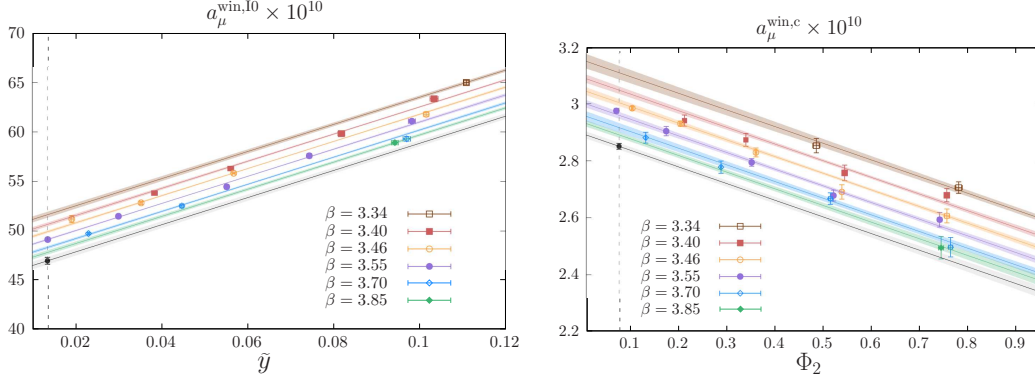 a_μ^{win,I0} × 10^{10}
70
65
60
55
50
45
40
0.02 0.04 0.06 0.08 0.1 0.12
ỹ
β = 3.34
β = 3.40
β = 3.46
β = 3.55
β = 3.70
β = 3.85
a_μ^{win,c} × 10^{10}
3.2
3
2.8
2.6
2.4
2.2
0.1 0.2 0.3 0.4 0.5 0.6 0.7 0.8 0.9
Φ_2
β = 3.34
β = 3.40
β = 3.46
β = 3.55
β = 3.70
β = 3.85